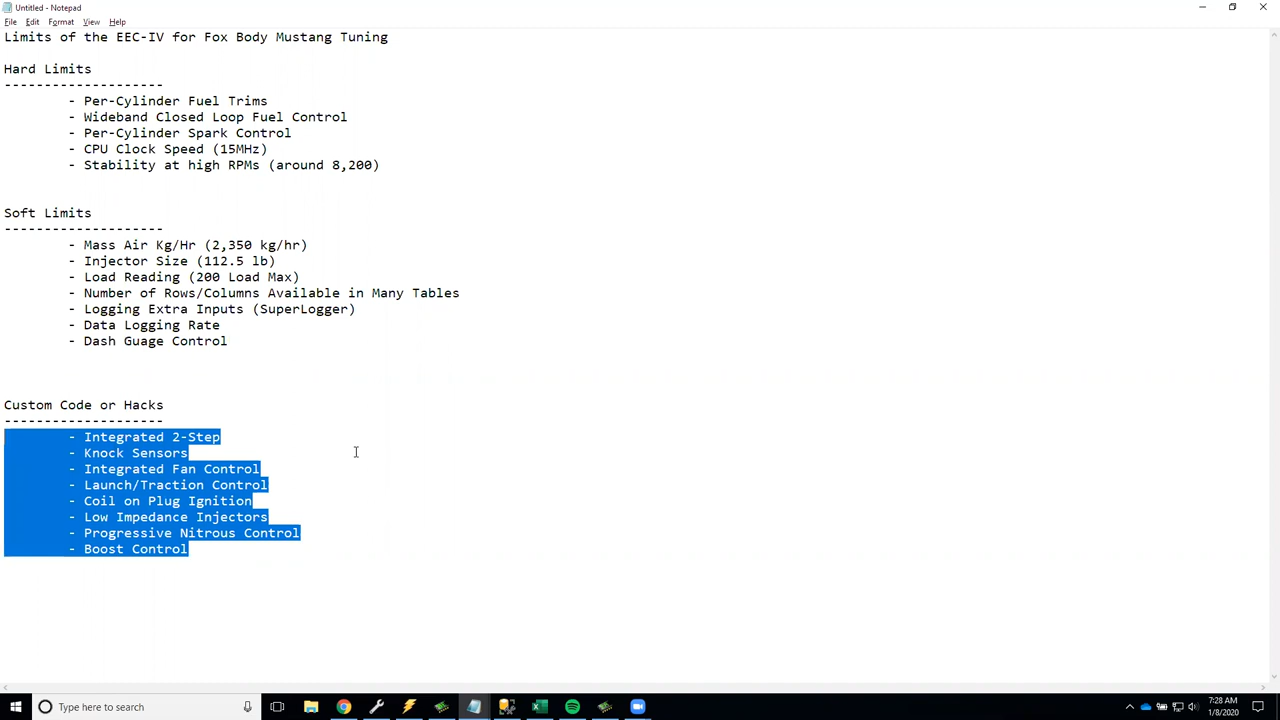 Untitled - Notepad
File Edit Format View Help
Limits of the EEC-IV for Fox Body Mustang Tuning
Hard Limits
--------------------
- Per-Cylinder Fuel Trims
- Wideband Closed Loop Fuel Control
- Per-Cylinder Spark Control
- CPU Clock Speed (15MHz)
- Stability at high RPMs (around 8,200)
Soft Limits
--------------------
- Mass Air Kg/Hr (2,350 kg/hr)
- Injector Size (112.5 lb)
- Load Reading (200 Load Max)
- Number of Rows/Columns Available in Many Tables
- Logging Extra Inputs (SuperLogger)
- Data Logging Rate
- Dash Guage Control
Custom Code or Hacks
--------------------
- Integrated 2-Step
- Knock Sensors
- Integrated Fan Control
- Launch/Traction Control
- Coil on Plug Ignition
- Low Impedance Injectors
- Progressive Nitrous Control
- Boost Control
Type here to search
7:28 AM
1/8/2020